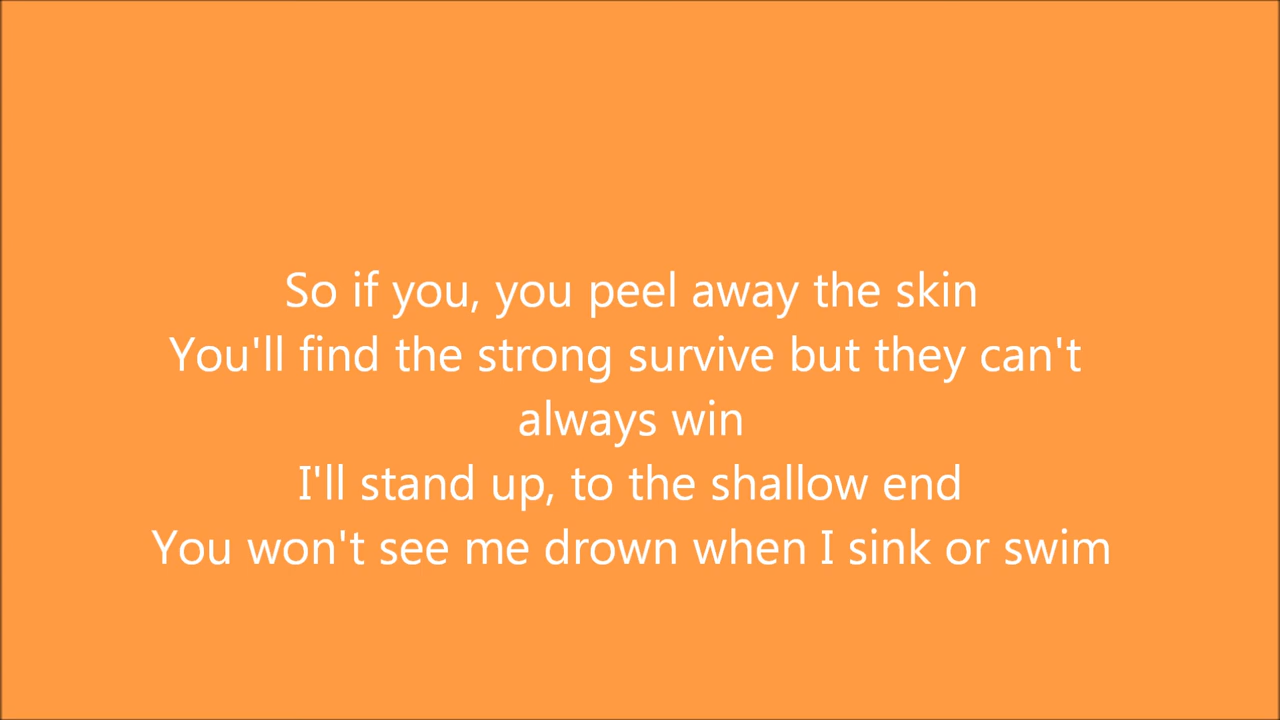 So if you, you peel away the skin
You'll find the strong survive but they can't
always win
I'll stand up, to the shallow end
You won't see me drown when I sink or swim